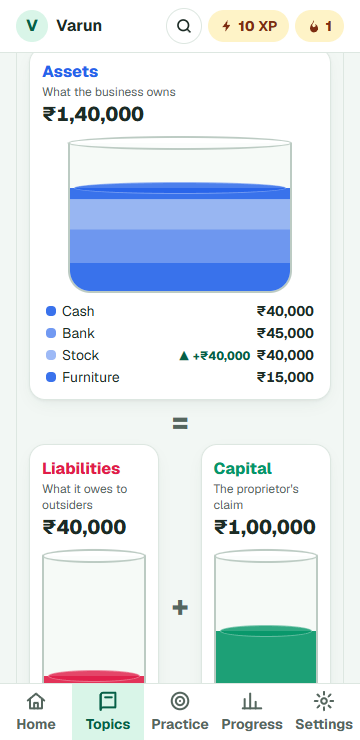 V Varun 10 XP 1
Assets
What the business owns
₹1,40,000
Cash ₹40,000
Bank ₹45,000
Stock ▲ +₹40,000 ₹40,000
Furniture ₹15,000
=
Liabilities
What it owes to
outsiders
₹40,000
+
Capital
The proprietor's
claim
₹1,00,000
Home Topics Practice Progress Settings